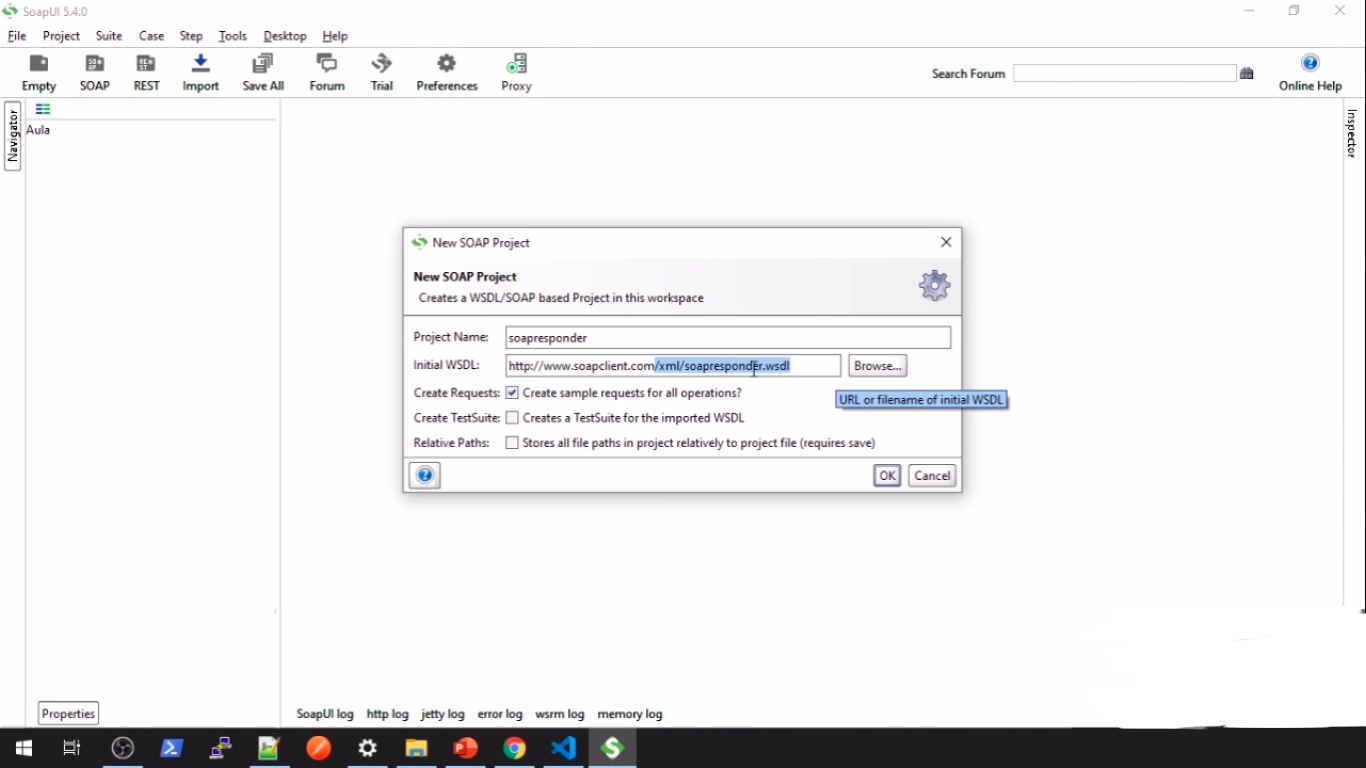 SoapUI 5.4.0
File Project Suite Case Step Tools Desktop Help
Empty SOAP REST Import Save All Forum Trial Preferences Proxy Search Forum Online Help
Navigator
Aula
Inspector
New SOAP Project
New SOAP Project
Creates a WSDL/SOAP based Project in this workspace
Project Name: soapresponder
Initial WSDL: http://www.soapclient.com/xml/soapresponder.wsdl Browse...
Create Requests: Create sample requests for all operations?
URL or filename of initial WSDL
Create TestSuite: Creates a TestSuite for the imported WSDL
Relative Paths: Stores all file paths in project relatively to project file (requires save)
OK Cancel
Properties SoapUI log http log jetty log error log wsrm log memory log